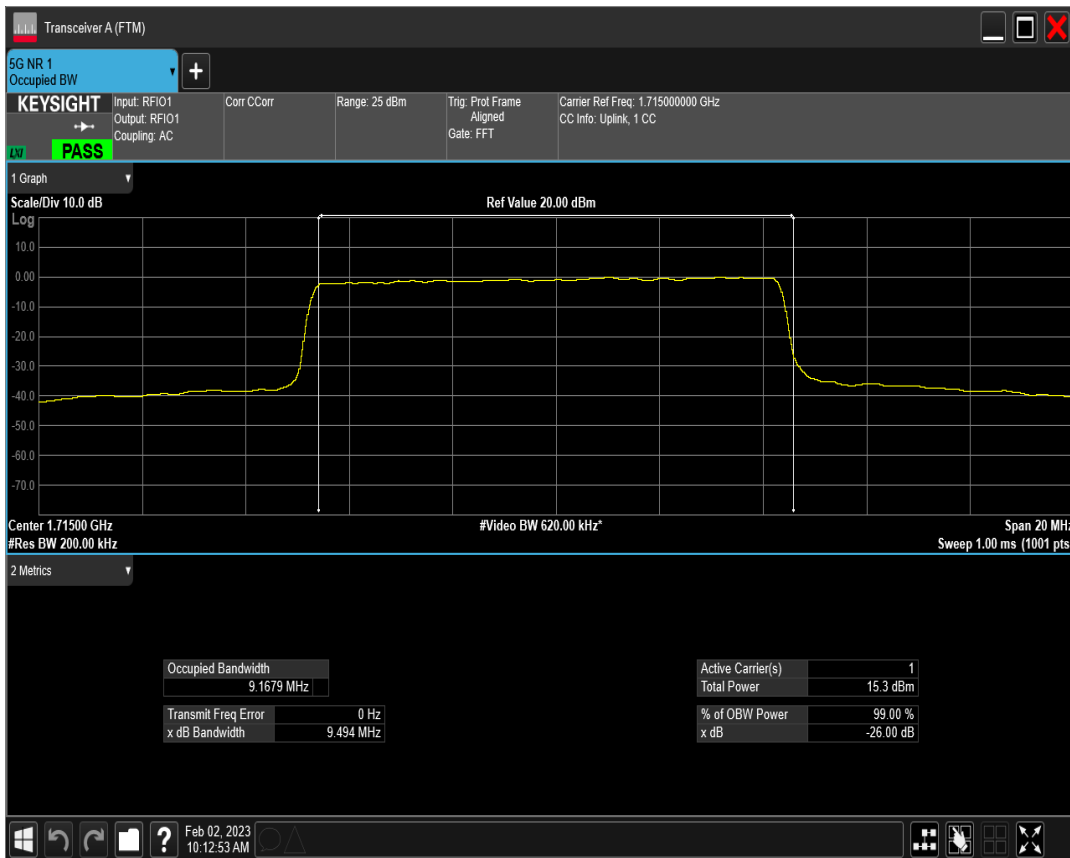 Transceiver A (FTM)
5G NR 1
Occupied BW
+
KEYSIGHT
LXI
PASS
Input: RFIO1
Output: RFIO1
Coupling: AC
Corr CCorr
Range: 25 dBm
Trig: Prot Frame
Aligned
Gate: FFT
Carrier Ref Freq: 1.715000000 GHz
CC Info: Uplink, 1 CC
1 Graph
Scale/Div 10.0 dB
Ref Value 20.00 dBm
Log
10.0
0.00
-10.0
-20.0
-30.0
-40.0
-50.0
-60.0
-70.0
Center 1.71500 GHz
#Video BW 620.00 kHz*
Span 20 MHz
#Res BW 200.00 kHz
Sweep 1.00 ms (1001 pts
2 Metrics
Occupied Bandwidth
9.1679 MHz
Transmit Freq Error 0 Hz
x dB Bandwidth 9.494 MHz
Active Carrier(s) 1
Total Power 15.3 dBm
% of OBW Power 99.00 %
x dB -26.00 dB
?
Feb 02, 2023
10:12:53 AM